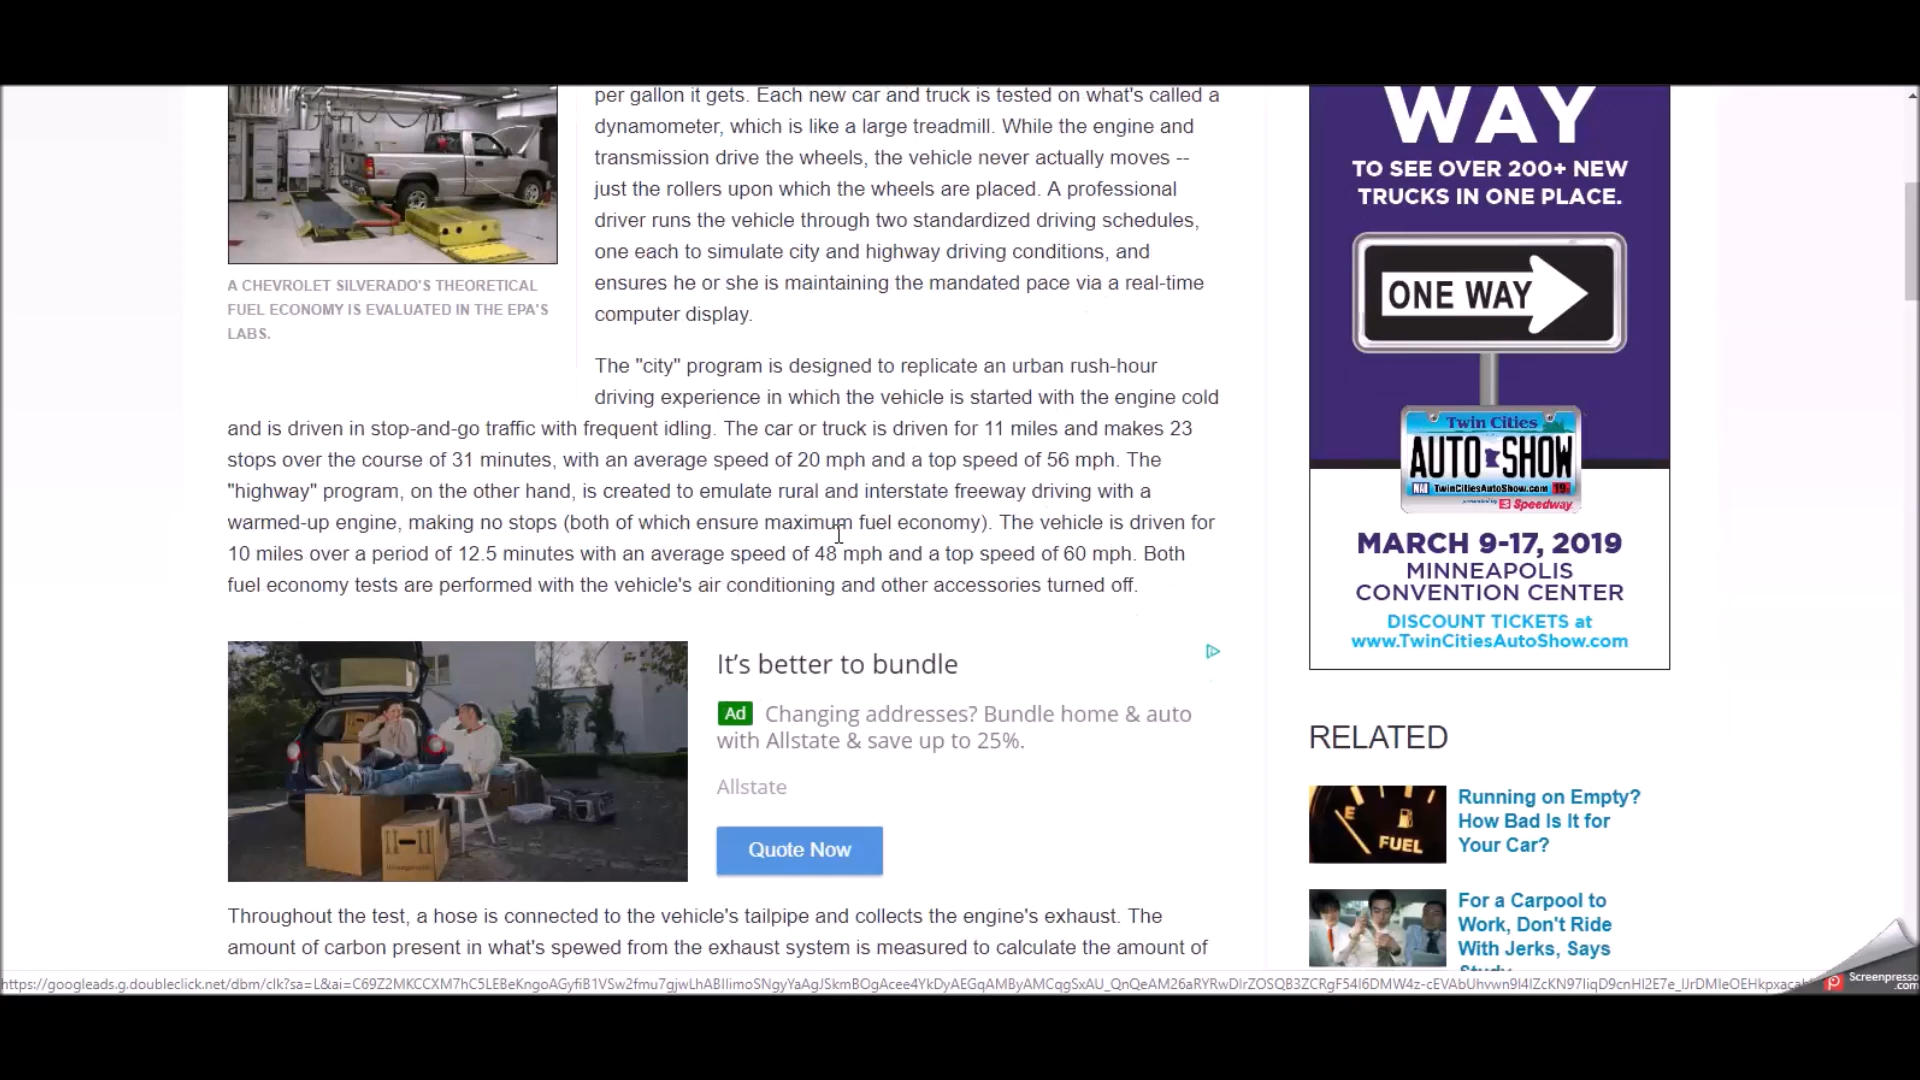 per gallon it gets. Each new car and truck is tested on what's called a
dynamometer, which is like a large treadmill. While the engine and
transmission drive the wheels, the vehicle never actually moves --
just the rollers upon which the wheels are placed. A professional
driver runs the vehicle through two standardized driving schedules,
one each to simulate city and highway driving conditions, and
ensures he or she is maintaining the mandated pace via a real-time
computer display.
A CHEVROLET SILVERADO'S THEORETICAL
FUEL ECONOMY IS EVALUATED IN THE EPA'S
LABS.
The "city" program is designed to replicate an urban rush-hour
driving experience in which the vehicle is started with the engine cold
and is driven in stop-and-go traffic with frequent idling. The car or truck is driven for 11 miles and makes 23
stops over the course of 31 minutes, with an average speed of 20 mph and a top speed of 56 mph. The
"highway" program, on the other hand, is created to emulate rural and interstate freeway driving with a
warmed-up engine, making no stops (both of which ensure maximum fuel economy). The vehicle is driven for
10 miles over a period of 12.5 minutes with an average speed of 48 mph and a top speed of 60 mph. Both
fuel economy tests are performed with the vehicle's air conditioning and other accessories turned off.
It's better to bundle
Ad Changing addresses? Bundle home & auto
with Allstate & save up to 25%.
Allstate
Quote Now
Throughout the test, a hose is connected to the vehicle's tailpipe and collects the engine's exhaust. The
amount of carbon present in what's spewed from the exhaust system is measured to calculate the amount of
WAY
TO SEE OVER 200+ NEW
TRUCKS IN ONE PLACE.
ONE WAY
Twin Cities
AUTO SHOW
TwinCitiesAutoShow.com 19
presented by Speedway
MARCH 9-17, 2019
MINNEAPOLIS
CONVENTION CENTER
DISCOUNT TICKETS at
www.TwinCitiesAutoShow.com
RELATED
E
FUEL
Running on Empty?
How Bad Is It for
Your Car?
For a Carpool to
Work, Don't Ride
With Jerks, Says
Study
Screenpresso
.com